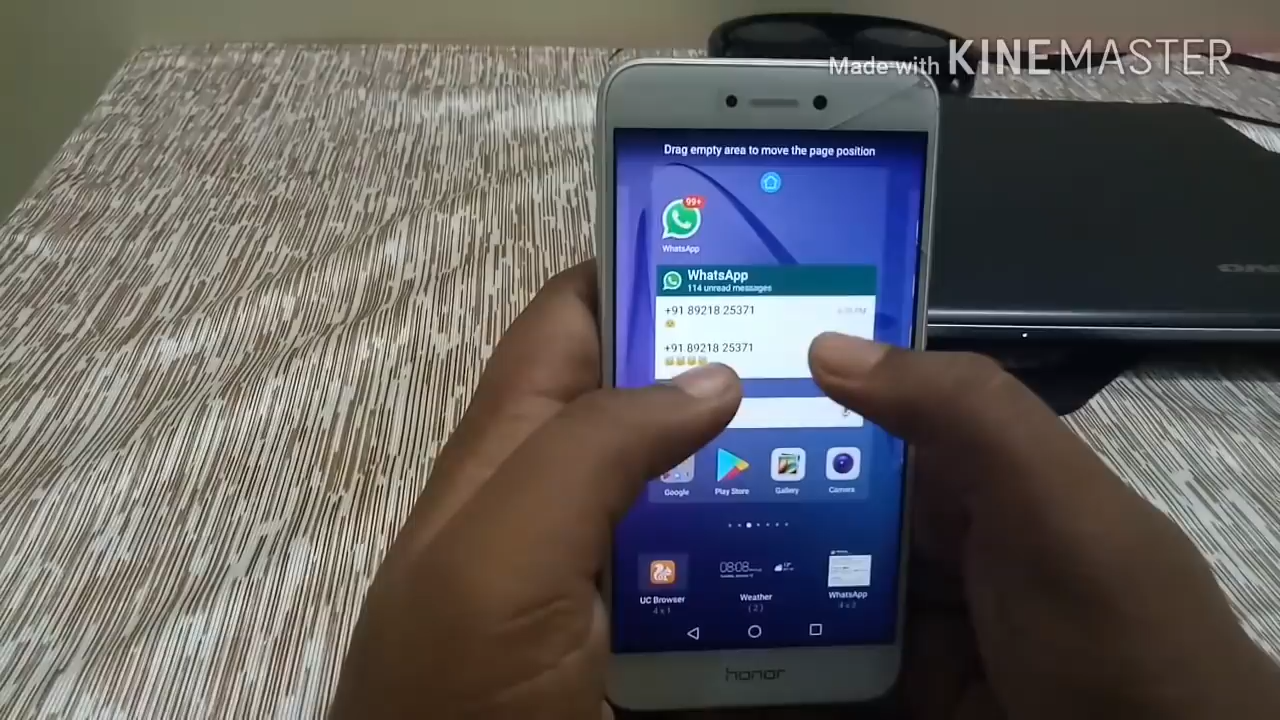 Made with KINEMASTER
Drag empty area to move the page position
99+
WhatsApp
WhatsApp
114 unread messages
+91 89218 25371
+91 89218 25371
Google
Play Store
Gallery
Camera
08:08
UC Browser
4 x 1
Weather
(2)
WhatsApp
honor